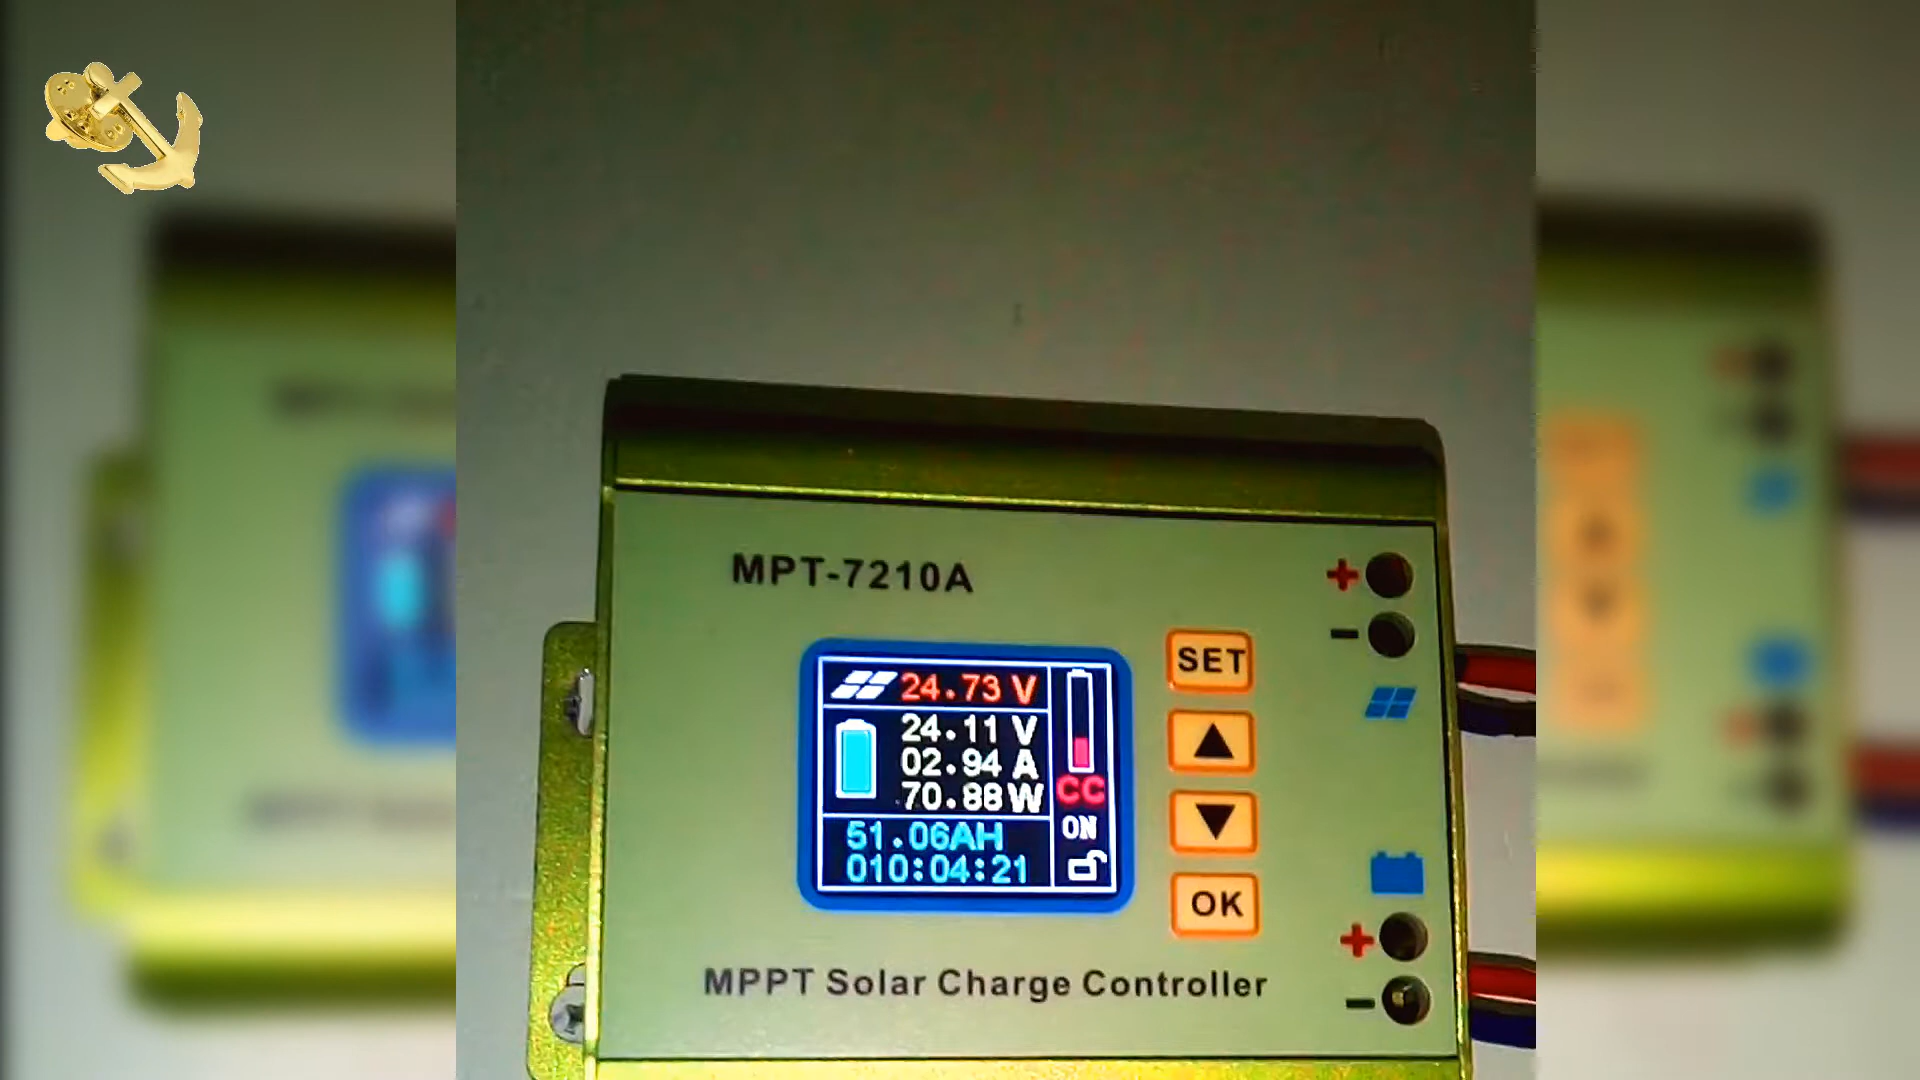 MPT-7210A
24.73 V
24.11 V
02.94 A
70.88 W
51.06AH
010:04:21
CC
ON
SET
OK
+
-
+
-
MPPT Solar Charge Controller